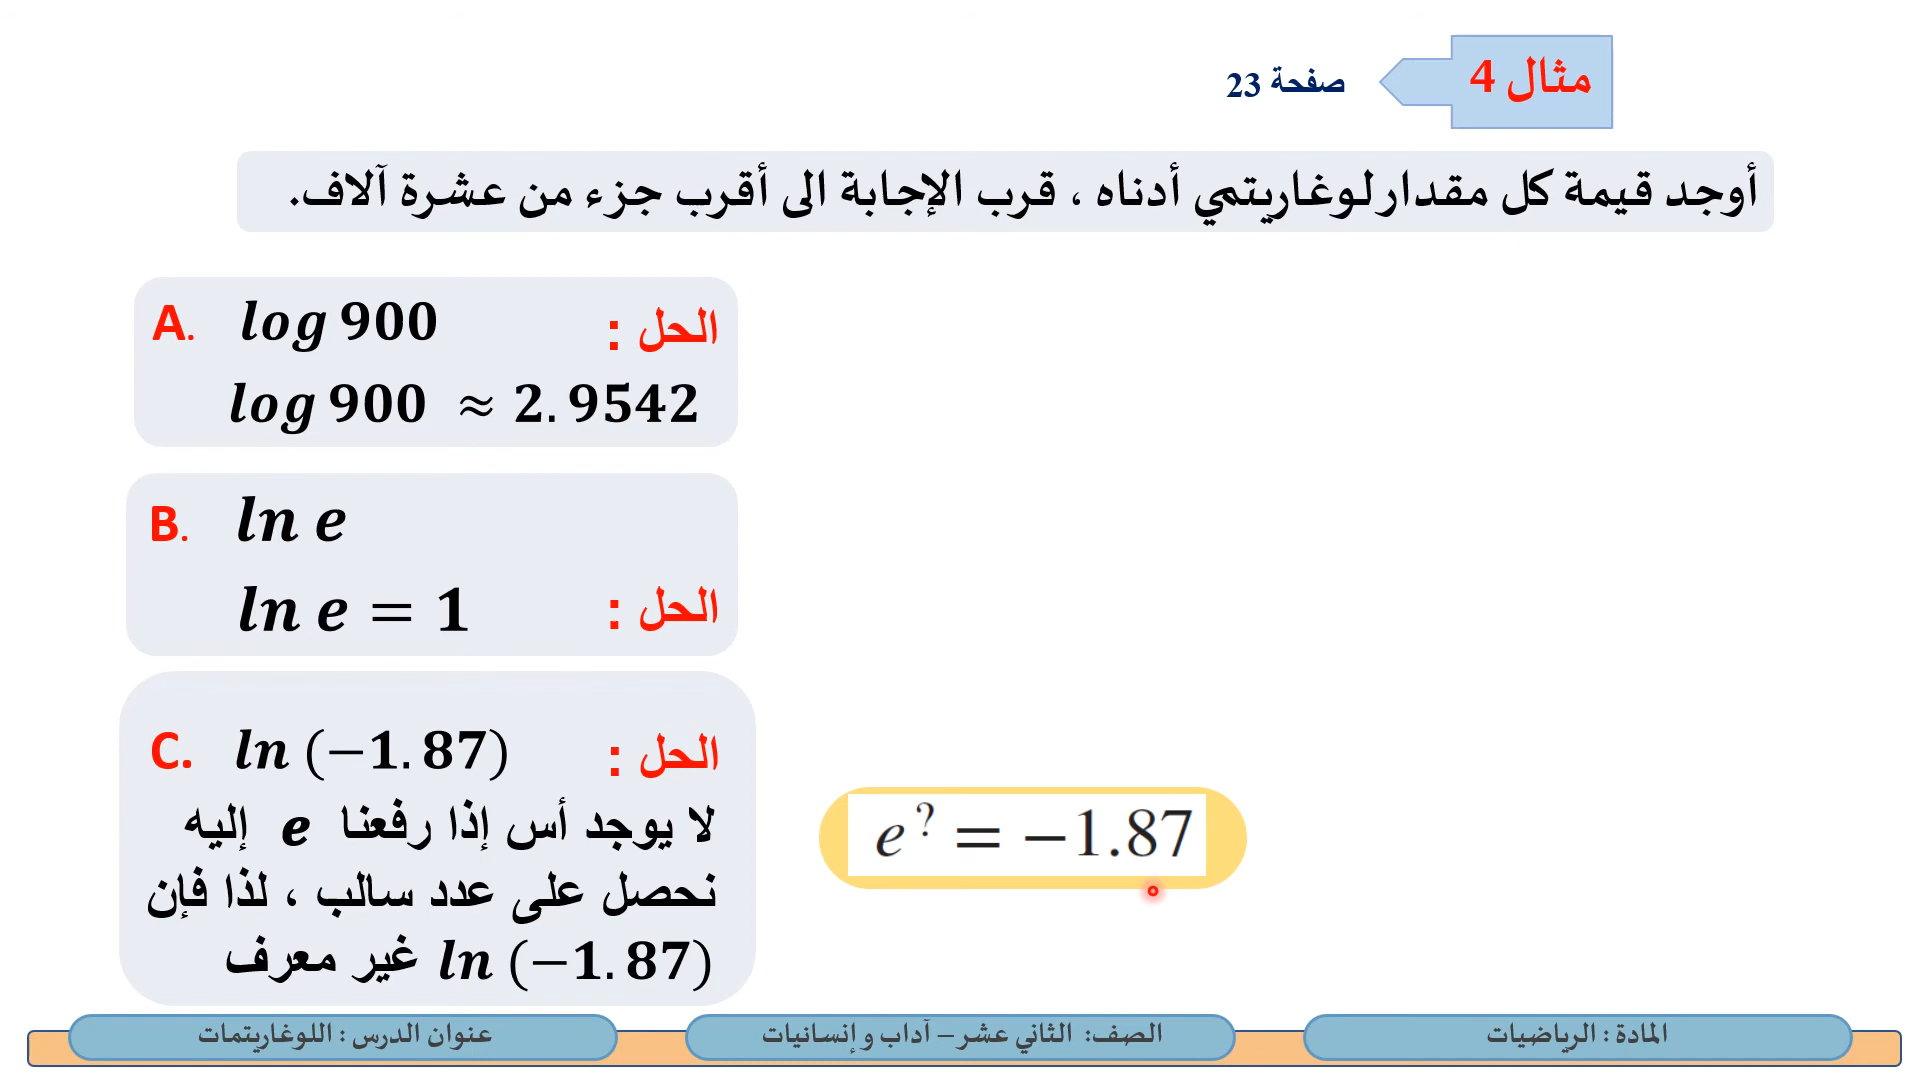 مثال 4
صفحة 23
أوجد قيمة كل مقدار لوغاريتمي أدناه ، قرب الإجابة الى أقرب جزء من عشرة آلاف.
A. log 900 الحل :
log 900 ≈ 2.9542
B. ln e
ln e = 1 الحل :
C. ln (−1.87) الحل :
لا يوجد أس إذا رفعنا e إليه
نحصل على عدد سالب ، لذا فإن
ln (−1.87) غير معرف
e^? = −1.87
المادة : الرياضيات
الصف: الثاني عشر – آداب و إنسانيات
عنوان الدرس : اللوغاريتمات